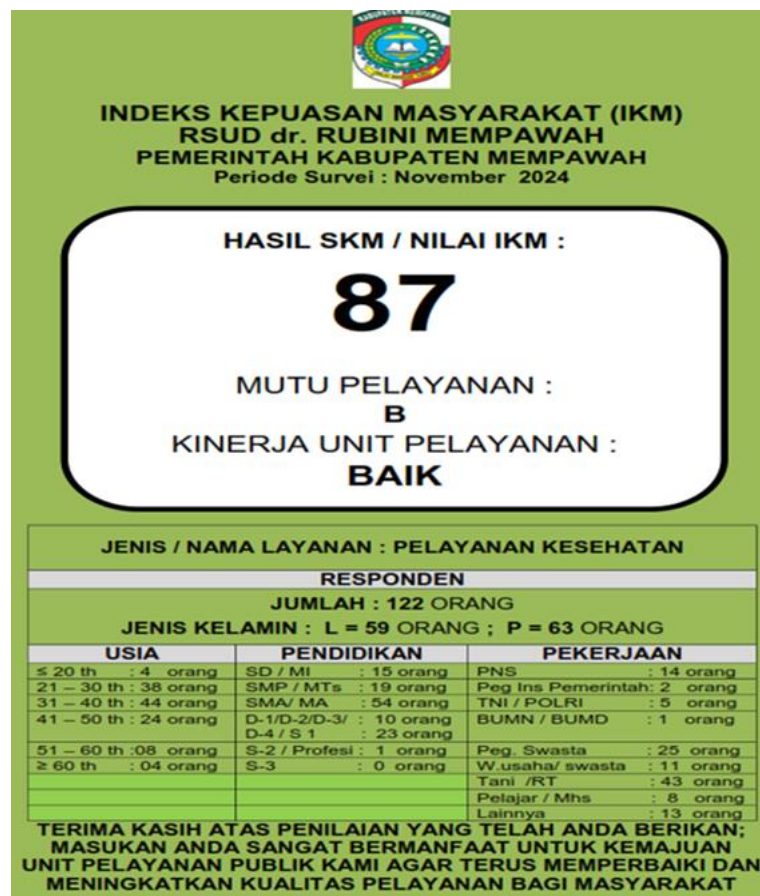 KABUPATEN MEMPAWAH
INDEKS KEPUASAN MASYARAKAT (IKM)
RSUD dr. RUBINI MEMPAWAH
PEMERINTAH KABUPATEN MEMPAWAH
Periode Survei : November 2024
HASIL SKM / NILAI IKM :
87
MUTU PELAYANAN :
B
KINERJA UNIT PELAYANAN :
BAIK
JENIS / NAMA LAYANAN : PELAYANAN KESEHATAN
RESPONDEN
JUMLAH : 122 ORANG
JENIS KELAMIN : L = 59 ORANG ; P = 63 ORANG
USIA PENDIDIKAN PEKERJAAN
≤ 20 th : 4 orang SD / MI : 15 orang PNS : 14 orang
21 – 30 th : 38 orang SMP / MTs : 19 orang Peg Ins Pemerintah: 2 orang
31 – 40 th : 44 orang SMA/ MA : 54 orang TNI / POLRI : 5 orang
41 – 50 th : 24 orang D-1/D-2/D-3/ : 10 orang BUMN / BUMD : 1 orang
D-4 / S 1 : 23 orang
51 – 60 th :08 orang S-2 / Profesi : 1 orang Peg. Swasta : 25 orang
≥ 60 th : 04 orang S-3 : 0 orang W.usaha/ swasta : 11 orang
Tani /RT : 43 orang
Pelajar / Mhs : 8 orang
Lainnya : 13 orang
TERIMA KASIH ATAS PENILAIAN YANG TELAH ANDA BERIKAN;
MASUKAN ANDA SANGAT BERMANFAAT UNTUK KEMAJUAN
UNIT PELAYANAN PUBLIK KAMI AGAR TERUS MEMPERBAIKI DAN
MENINGKATKAN KUALITAS PELAYANAN BAGI MASYARAKAT